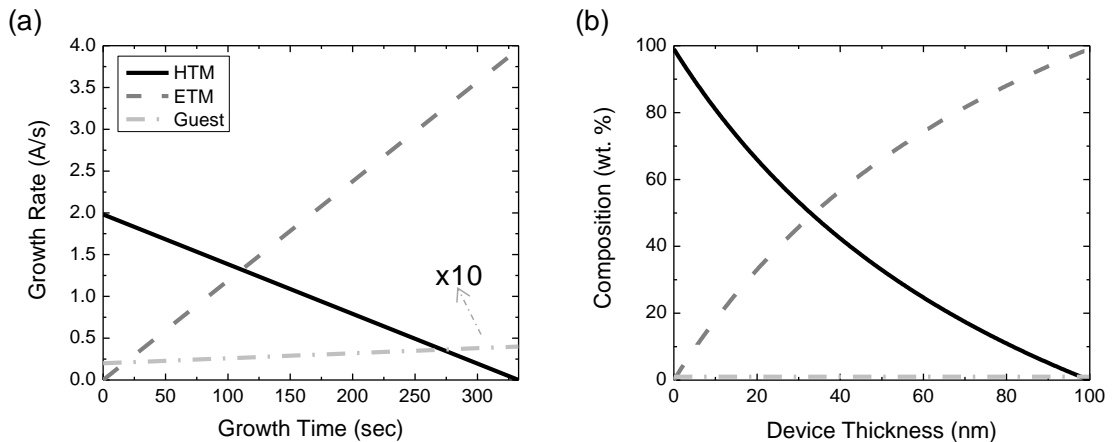 (a)
4.0
3.5
3.0
2.5
2.0
1.5
1.0
0.5
0.0
Growth Rate (A/s)
HTM
ETM
Guest
x10
0 50 100 150 200 250 300
Growth Time (sec)
(b)
100
80
60
40
20
0
Composition (wt. %)
0 20 40 60 80 100
Device Thickness (nm)